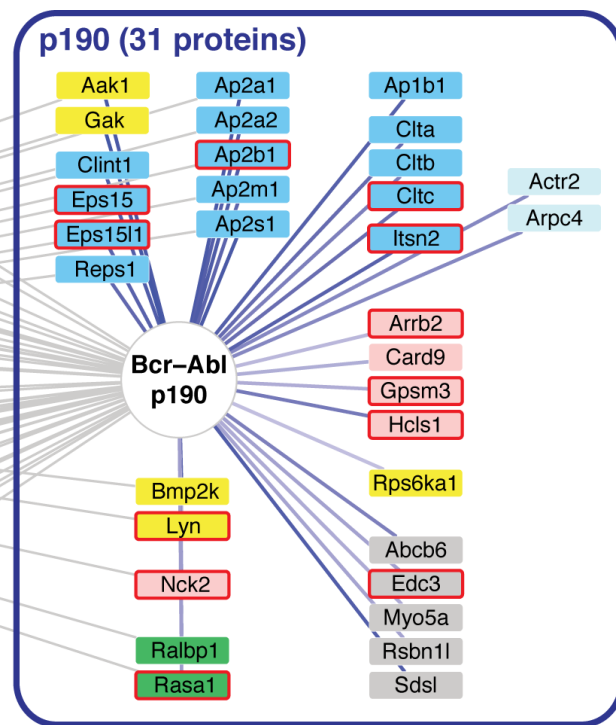 p190 (31 proteins)
Aak1
Gak
Clint1
Eps15
Eps15l1
Reps1
Ap2a1
Ap2a2
Ap2b1
Ap2m1
Ap2s1
Ap1b1
Clta
Cltb
Cltc
Itsn2
Actr2
Arpc4
Bcr–Abl
p190
Arrb2
Card9
Gpsm3
Hcls1
Rps6ka1
Bmp2k
Lyn
Nck2
Ralbp1
Rasa1
Abcb6
Edc3
Myo5a
Rsbn1l
Sdsl